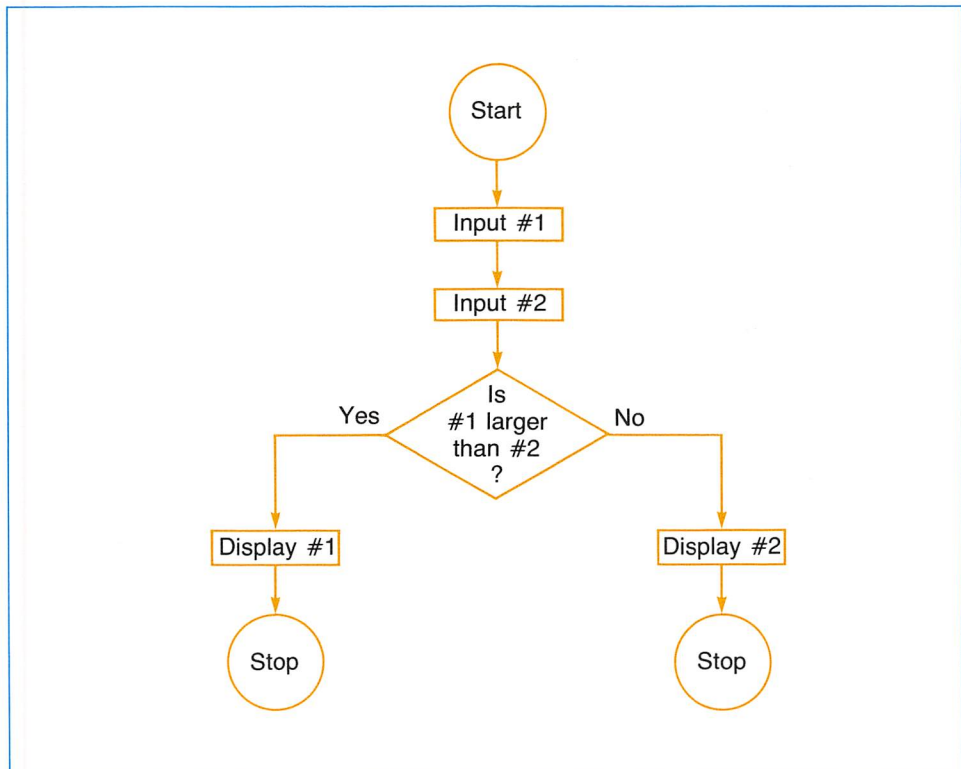 Start
Input #1
Input #2
Is
#1 larger
than #2
?
Yes
No
Display #1
Display #2
Stop
Stop